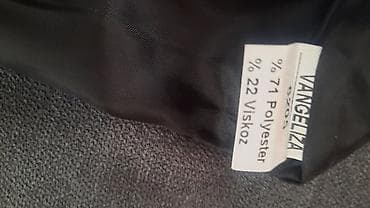 VANGELIZA
% 71 Polyester
% 22 Viskoz